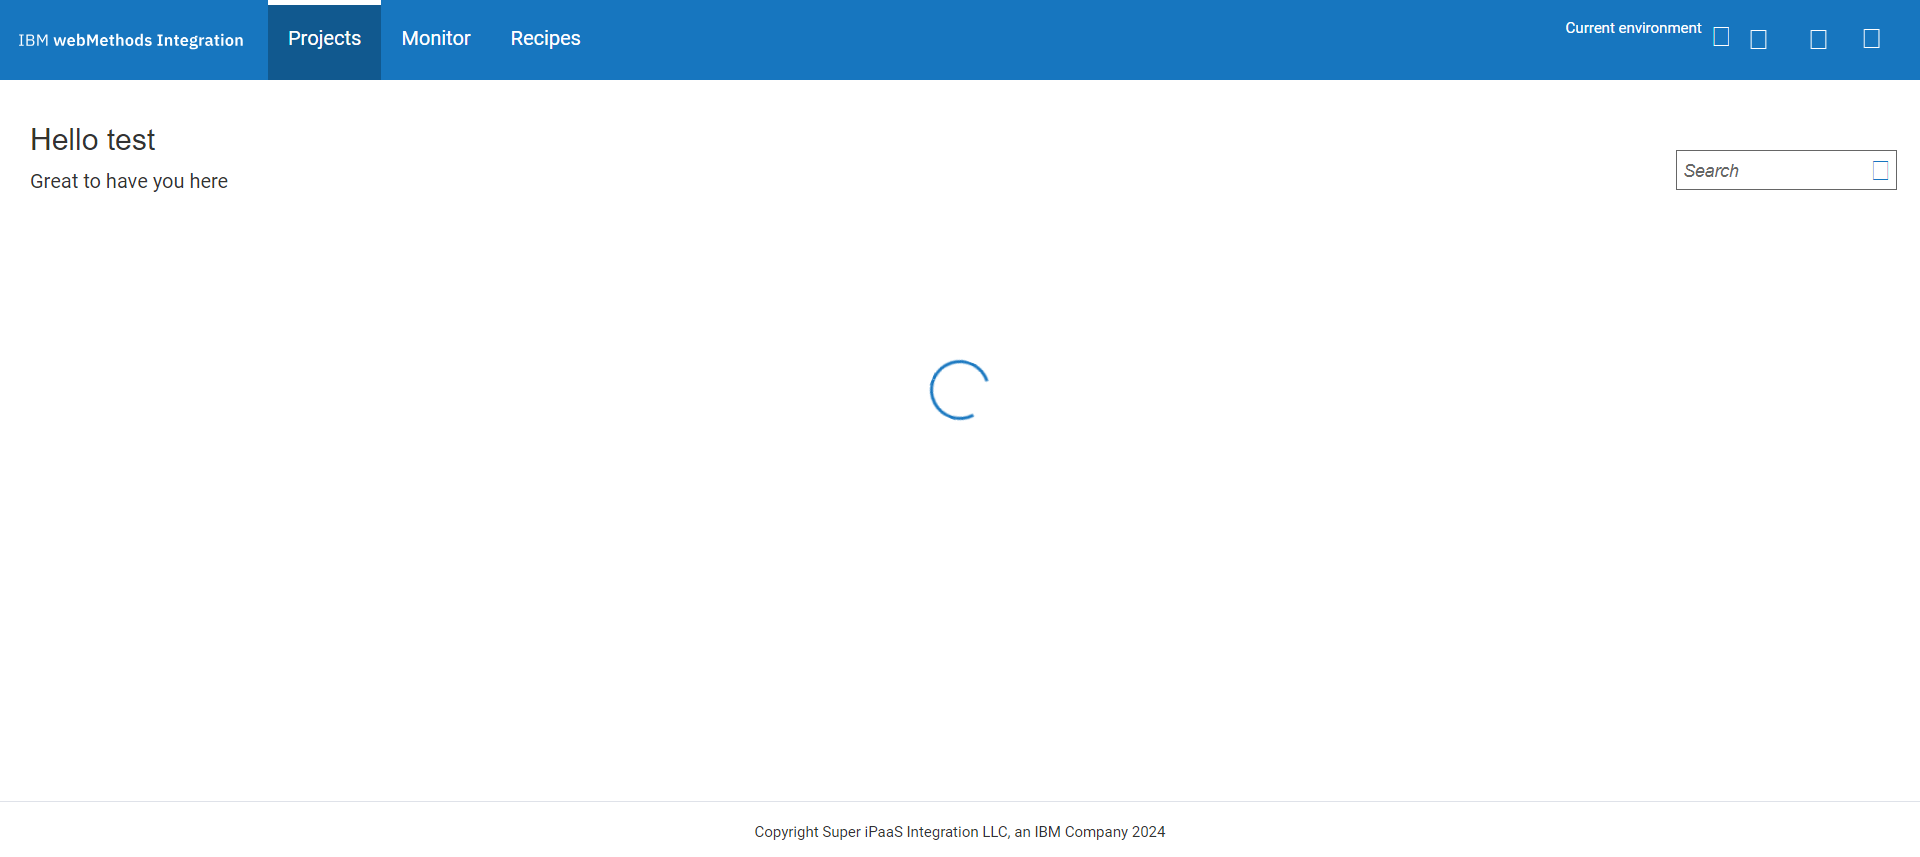 IBM webMethods Integration
Projects
Monitor
Recipes
Current environment
Hello test
Great to have you here
Search
Copyright Super iPaaS Integration LLC, an IBM Company 2024